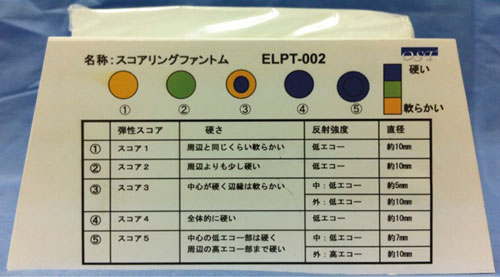 名称：スコアリングファントム ELPT-002
OST
硬い
軟らかい
① ② ③ ④ ⑤
弾性スコア 硬さ 反射強度 直径
① スコア１ 周辺と同じくらい軟らかい 低エコー 約10mm
② スコア２ 周辺よりも少し硬い 低エコー 約10mm
③ スコア３ 中心が硬く辺縁は軟らかい 中：低エコー 約5mm
外：低エコー 約10mm
④ スコア４ 全体的に硬い 低エコー 約10mm
⑤ スコア５ 中心の低エコー部は硬く 中：低エコー 約7mm
周辺の高エコー部まで硬い 外：高エコー 約10mm